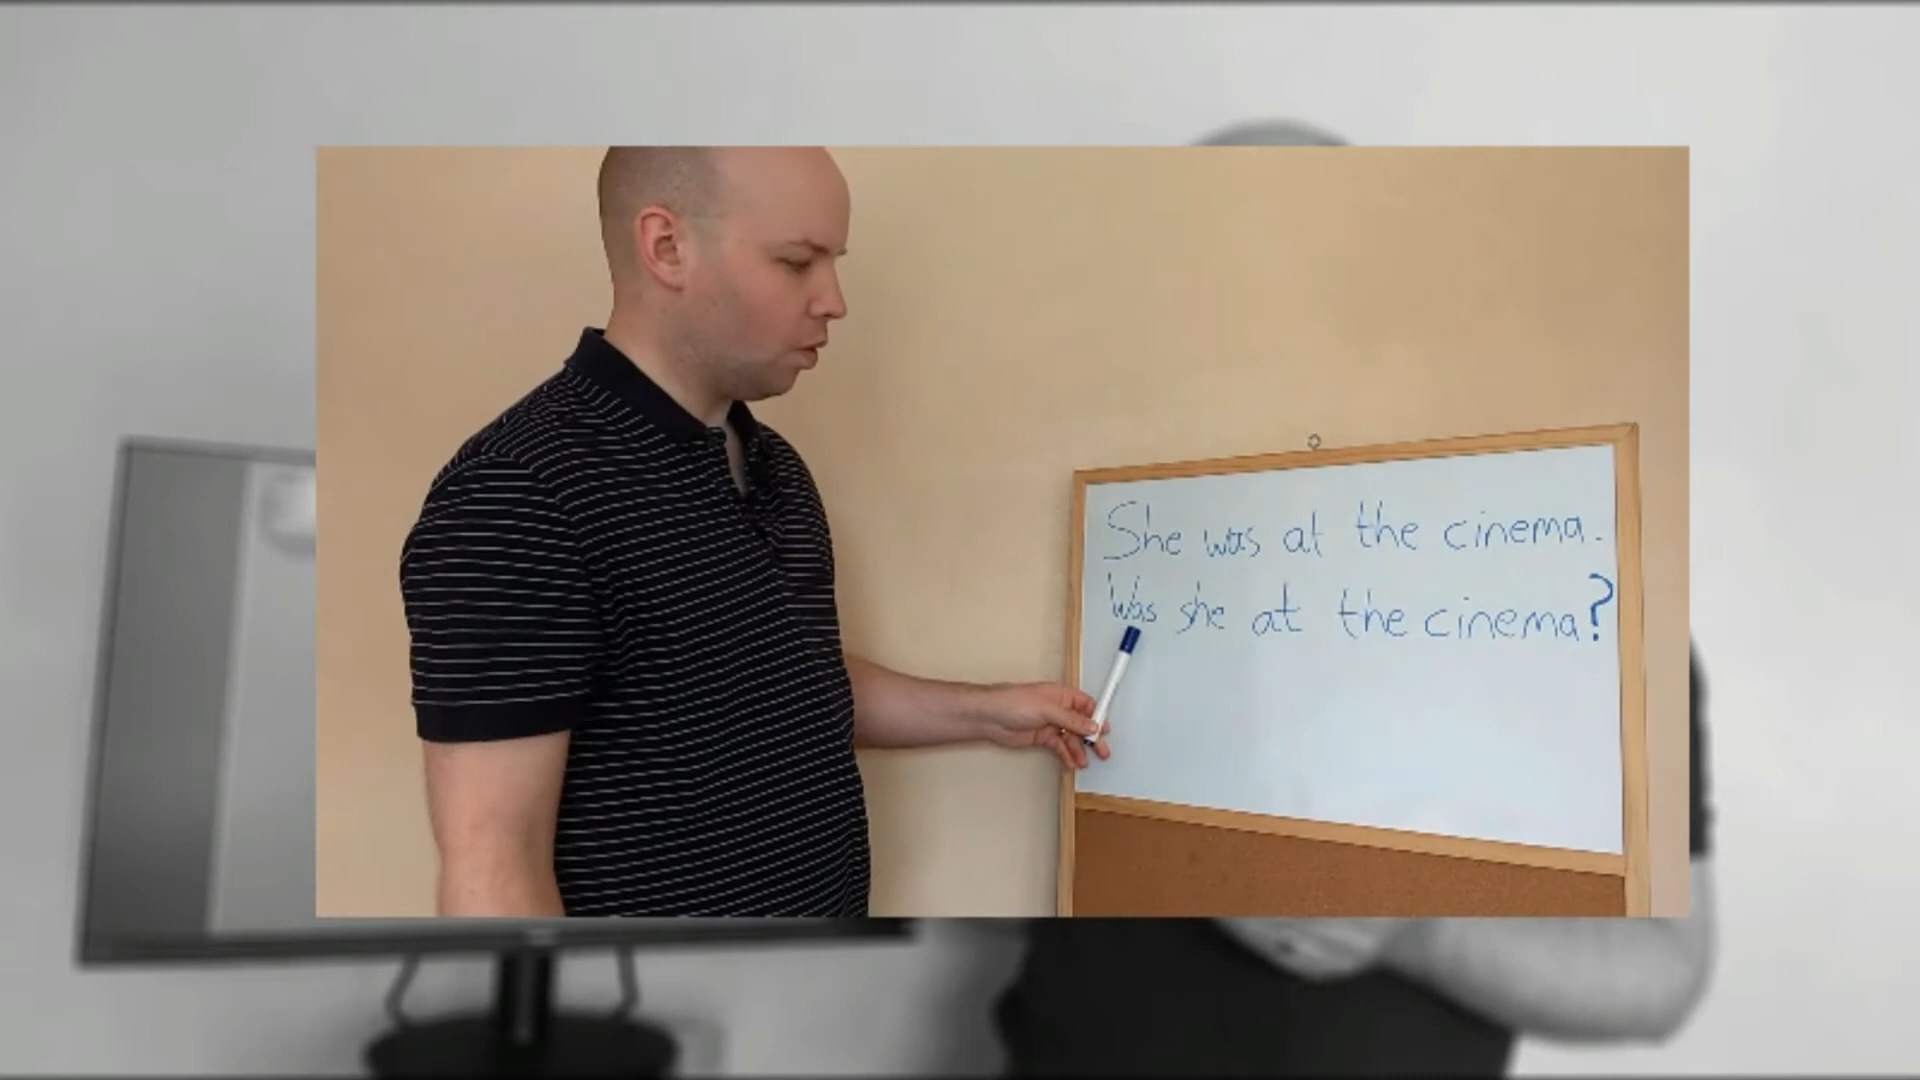 She was at the cinema.
Was she at the cinema?